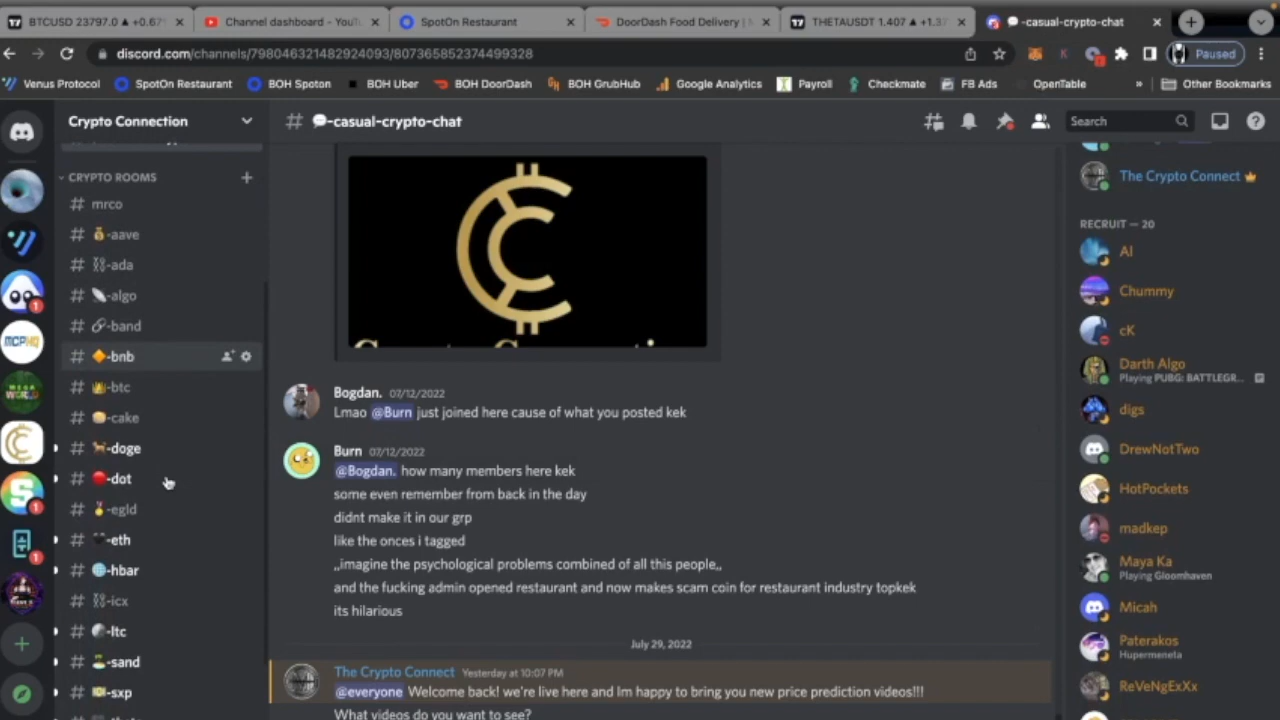 BTCUSD 23797.0 ▲ +0.67
Channel dashboard - YouT
SpotOn Restaurant
DoorDash Food Delivery |
THETAUSDT 1.407 ▲ +1.3
-casual-crypto-chat
discord.com/channels/798046321482924093/807365852374499328
Paused
Venus Protocol
SpotOn Restaurant
BOH Spoton
BOH Uber
BOH DoorDash
BOH GrubHub
Google Analytics
Payroll
Checkmate
FB Ads
OpenTable
»
Other Bookmarks
Crypto Connection
# 💬-casual-crypto-chat
Search
CRYPTO ROOMS
# mrco
# 💰-aave
# ⛓-ada
# -algo
# 🔗-band
# 🔶-bnb
# 👑-btc
# 🥞-cake
# 🐕-doge
# 🔴-dot
# 🏅-egld
# -eth
# 🌐-hbar
# ⛓-icx
# -ltc
# 🏝-sand
# -sxp
Bogdan. 07/12/2022
Lmao @Burn just joined here cause of what you posted kek
Burn 07/12/2022
@Bogdan. how many members here kek
some even remember from back in the day
didnt make it in our grp
like the onces i tagged
,,imagine the psychological problems combined of all this people,,
and the fucking admin opened restaurant and now makes scam coin for restaurant industry topkek
its hilarious
July 29, 2022
The Crypto Connect Yesterday at 10:07 PM
@everyone Welcome back! we're live here and Im happy to bring you new price prediction videos!!!
What videos do you want to see?
The Crypto Connect
RECRUIT — 20
AI
Chummy
cK
Darth Algo
Playing PUBG: BATTLEGR...
digs
DrewNotTwo
HotPockets
madkep
Maya Ka
Playing Gloomhaven
Micah
Paterakos
Hupermenela
ReVeNgExXx
MCPHQ
1
1
1